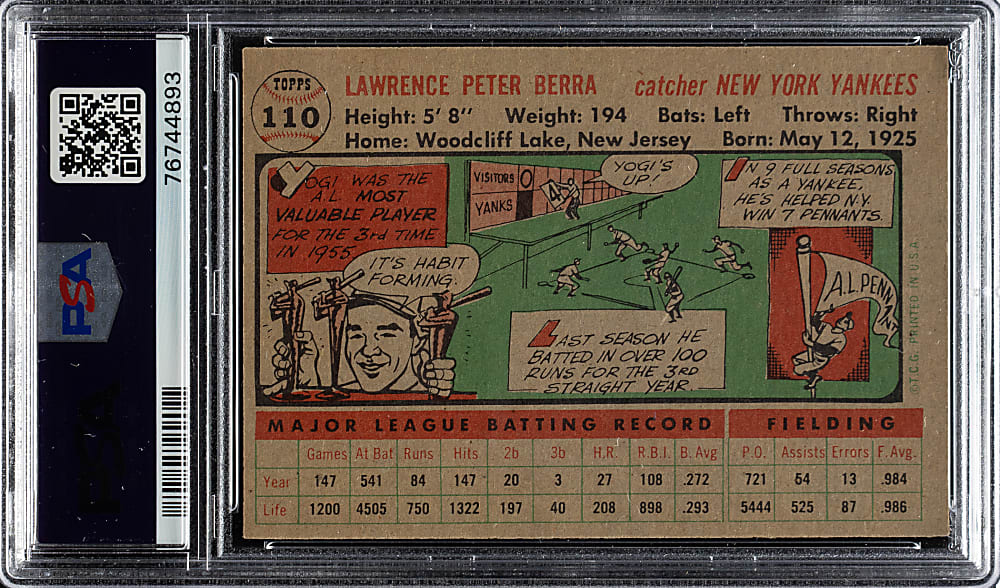 76744893
PSA
TOPPS
110
LAWRENCE PETER BERRA catcher NEW YORK YANKEES
Height: 5' 8" Weight: 194 Bats: Left Throws: Right
Home: Woodcliff Lake, New Jersey Born: May 12, 1925
YOGI WAS THE
A.L. MOST
VALUABLE PLAYER
FOR THE 3rd TIME
IN 1955
IT'S HABIT
FORMING.
VISITORS 0
YANKS
4
YOGI'S
UP!
LAST SEASON HE
BATTED IN OVER 100
RUNS FOR THE 3RD
STRAIGHT YEAR.
IN 9 FULL SEASONS
AS A YANKEE,
HE'S HELPED N.Y.
WIN 7 PENNANTS.
A.L. PENNANT
© T.C.G. PRINTED IN U.S.A.
MAJOR LEAGUE BATTING RECORD FIELDING
Games At Bat Runs Hits 2b 3b H.R. R.B.I. B. Avg P.O. Assists Errors F. Avg.
Year 147 541 84 147 20 3 27 108 .272 721 54 13 .984
Life 1200 4505 750 1322 197 40 208 898 .293 5444 525 87 .986
PSA